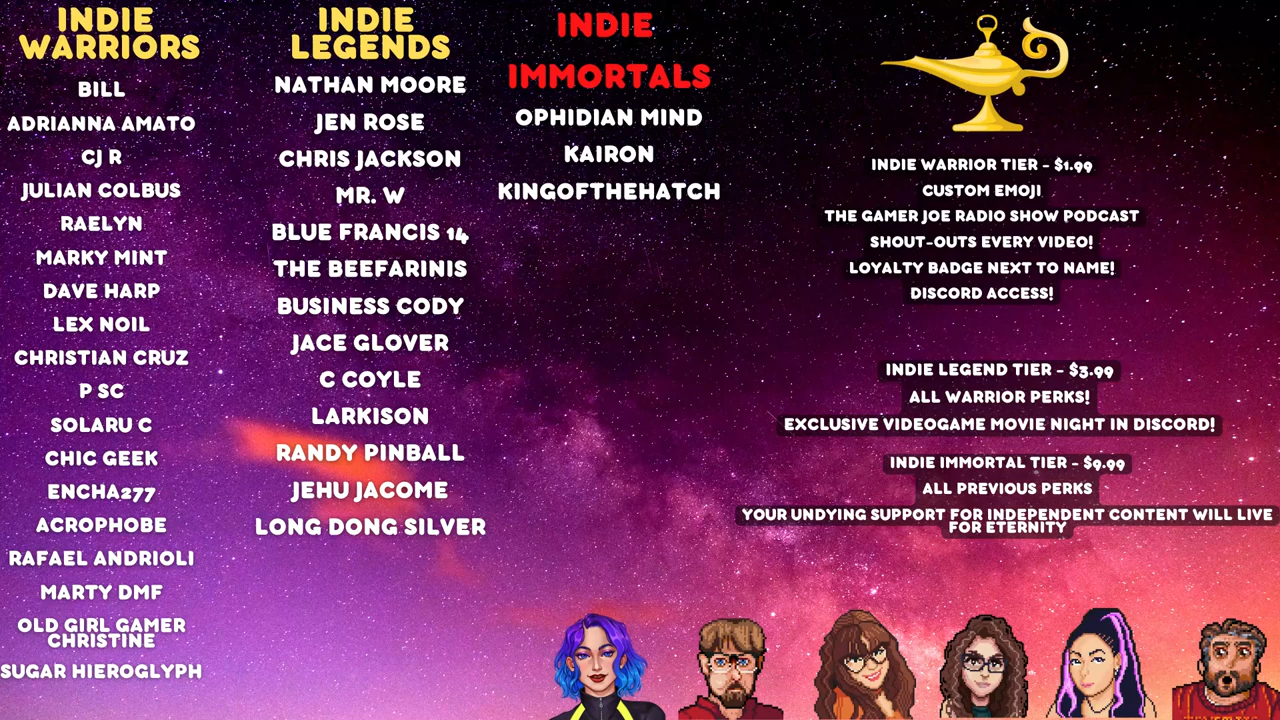 INDIE
WARRIORS
BILL
ADRIANNA AMATO
CJ R
JULIAN COLBUS
RAELYN
MARKY MINT
DAVE HARP
LEX NOIL
CHRISTIAN CRUZ
P SC
SOLARU C
CHIC GEEK
ENCHA277
ACROPHOBE
RAFAEL ANDRIOLI
MARTY DMF
OLD GIRL GAMER
CHRISTINE
SUGAR HIEROGLYPH
INDIE
LEGENDS
NATHAN MOORE
JEN ROSE
CHRIS JACKSON
MR. W
BLUE FRANCIS 14
THE BEEFARINIS
BUSINESS CODY
JACE GLOVER
C COYLE
LARKISON
RANDY PINBALL
JEHU JACOME
LONG DONG SILVER
INDIE
IMMORTALS
OPHIDIAN MIND
KAIRON
KINGOFTHEHATCH
INDIE WARRIOR TIER - $1.99
CUSTOM EMOJI
THE GAMER JOE RADIO SHOW PODCAST
SHOUT-OUTS EVERY VIDEO!
LOYALTY BADGE NEXT TO NAME!
DISCORD ACCESS!
INDIE LEGEND TIER - $3.99
ALL WARRIOR PERKS!
EXCLUSIVE VIDEOGAME MOVIE NIGHT IN DISCORD!
INDIE IMMORTAL TIER - $9.99
ALL PREVIOUS PERKS
YOUR UNDYING SUPPORT FOR INDEPENDENT CONTENT WILL LIVE
FOR ETERNITY